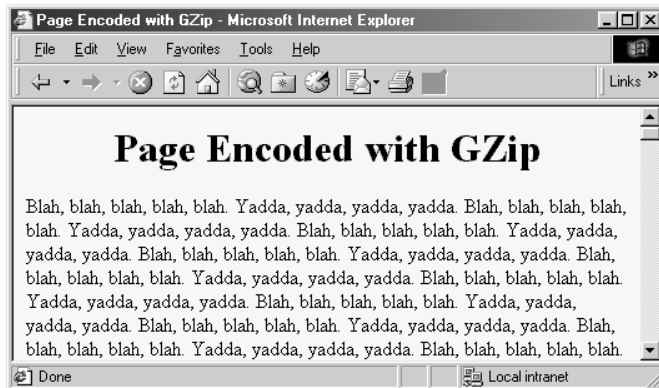 Page Encoded with GZip - Microsoft Internet Explorer
File Edit View Favorites Tools Help
Links »
Page Encoded with GZip
Blah, blah, blah, blah, blah. Yadda, yadda, yadda, yadda. Blah, blah, blah, blah,
blah. Yadda, yadda, yadda, yadda. Blah, blah, blah, blah, blah. Yadda, yadda,
yadda, yadda. Blah, blah, blah, blah, blah. Yadda, yadda, yadda, yadda. Blah,
blah, blah, blah, blah. Yadda, yadda, yadda, yadda. Blah, blah, blah, blah, blah.
Yadda, yadda, yadda, yadda. Blah, blah, blah, blah, blah. Yadda, yadda,
yadda, yadda. Blah, blah, blah, blah, blah. Yadda, yadda, yadda, yadda. Blah,
blah, blah, blah, blah. Yadda, yadda, yadda, yadda. Blah, blah, blah, blah, blah.
Done Local intranet